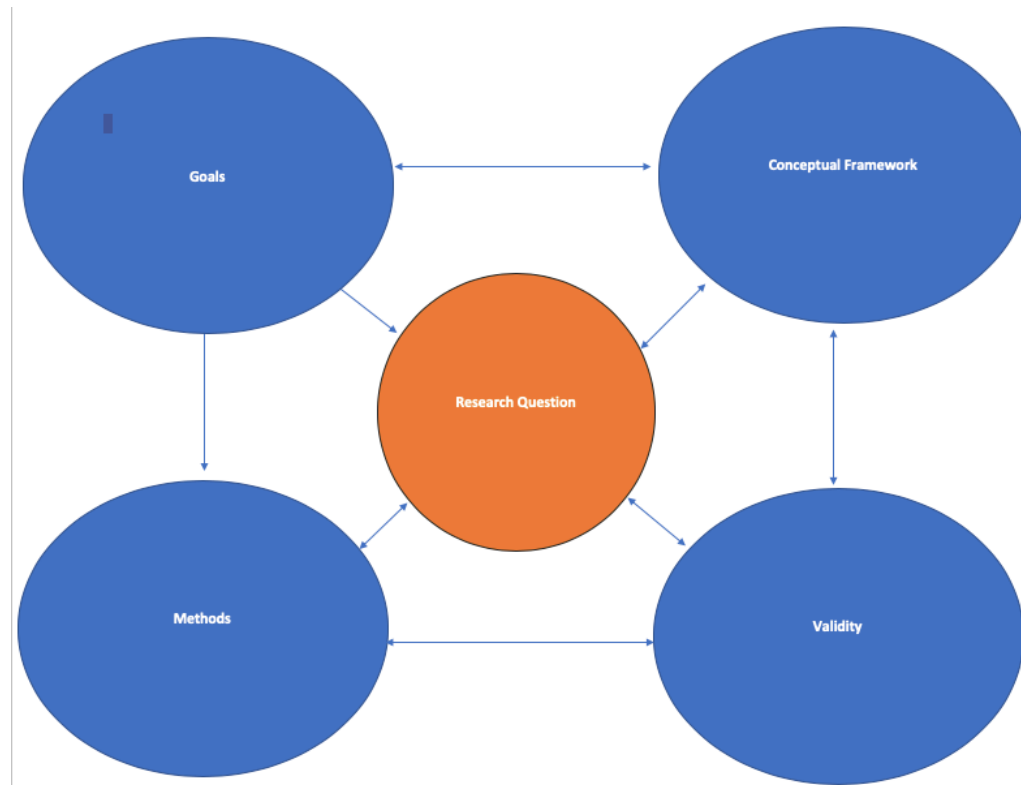 Goals
Conceptual Framework
Research Question
Methods
Validity